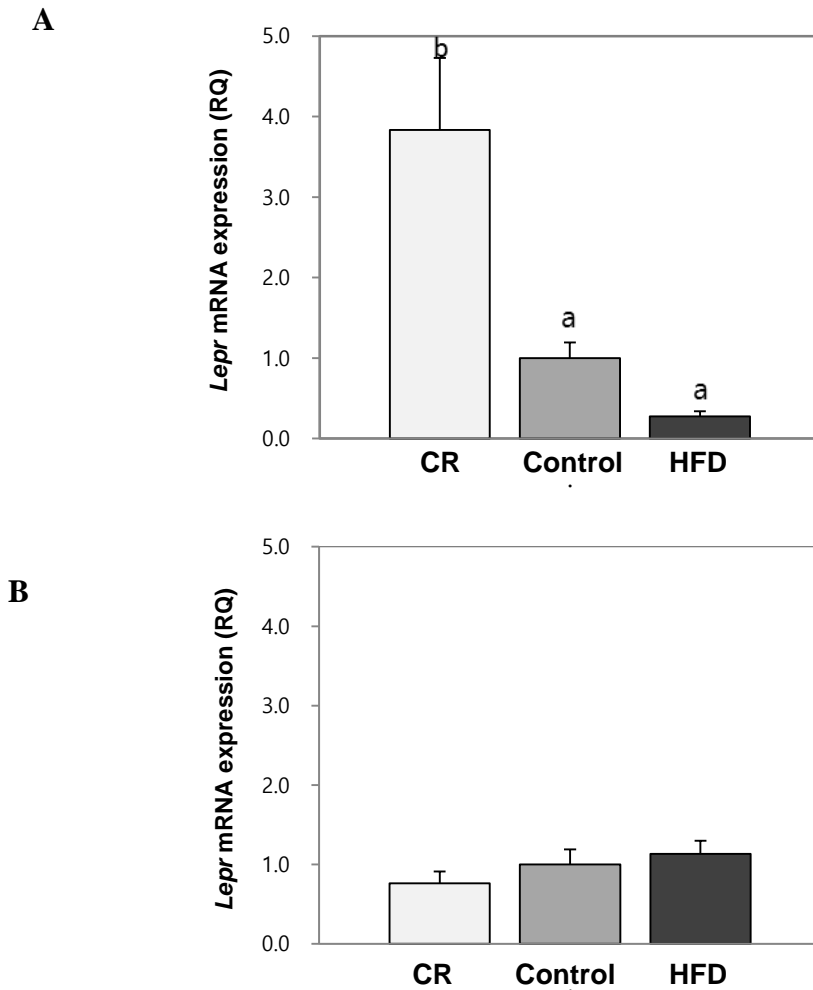 A
Lepr mRNA expression (RQ)
5.0
4.0
3.0
2.0
1.0
0.0
b
a
a
CR Control HFD
B
Lepr mRNA expression (RQ)
5.0
4.0
3.0
2.0
1.0
0.0
CR Control HFD